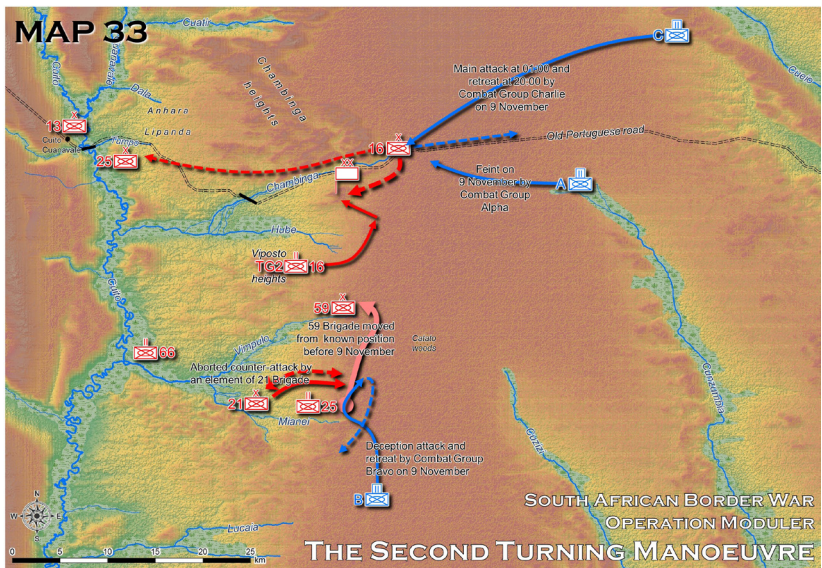 MAP 33
Cuatir
Cuito
Dala
Chambinga
heights
C
Main attack at 01:00 and
retreat at 20:00 by
Combat Group Charlie
on 9 November
Cuelo
Anhara
Lipanda
X
13
Cuito
Cuanavale
Tumpo
X
25
X
16
Old Portuguese road
XX
Chambinga
Feint on
9 November by
Combat Group
Alpha
A
Hube
Viposto
heights
TG2
16
Cuito
X
59
59 Brigade moved
from known position
before 9 November
Calato
woods
Vimpulo
66
Aborted counter-attack by
an element of 21 Brigade
X
21
25
Mianei
Cunzumbia
Cuzizi
Deception attack and
retreat by Combat Group
Bravo on 9 November
B
N
W
E
S
Lucaia
0
5
10
15
20
25
km
South African Border War
Operation Moduler
The Second Turning Manoeuvre